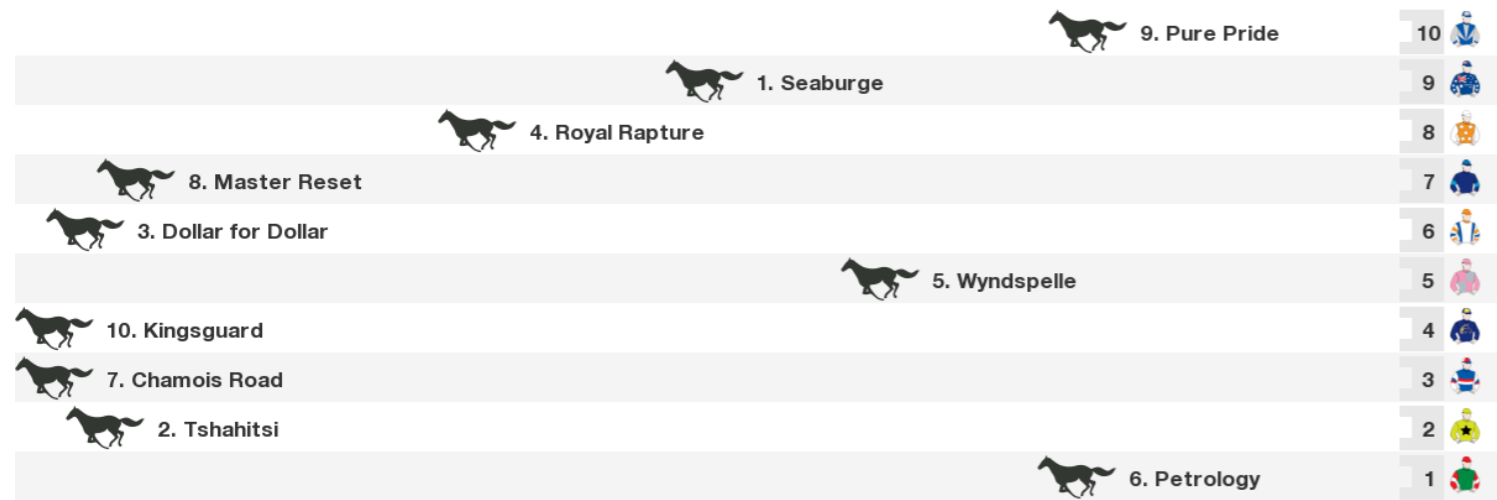 9. Pure Pride 10
1. Seaburge 9
4. Royal Rapture 8
8. Master Reset 7
3. Dollar for Dollar 6
5. Wyndspelle 5
10. Kingsguard 4
7. Chamois Road 3
2. Tshahitsi 2
6. Petrology 1